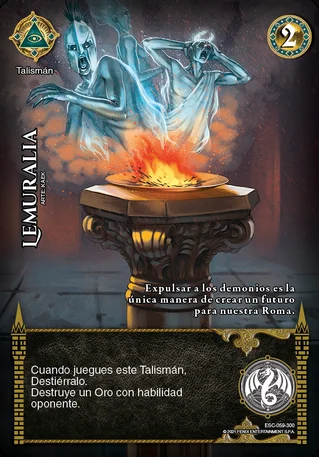 Talismán
2
LEMURALIA
ARTE: KAEK
Expulsar a los demonios es la
única manera de crear un futuro
para nuestra Roma.
Cuando juegues este Talismán,
Destiérralo.
Destruye un Oro con habilidad
oponente.
ESC-059-300
© 2021 FENIX ENTERTAINMENT S.P.A.